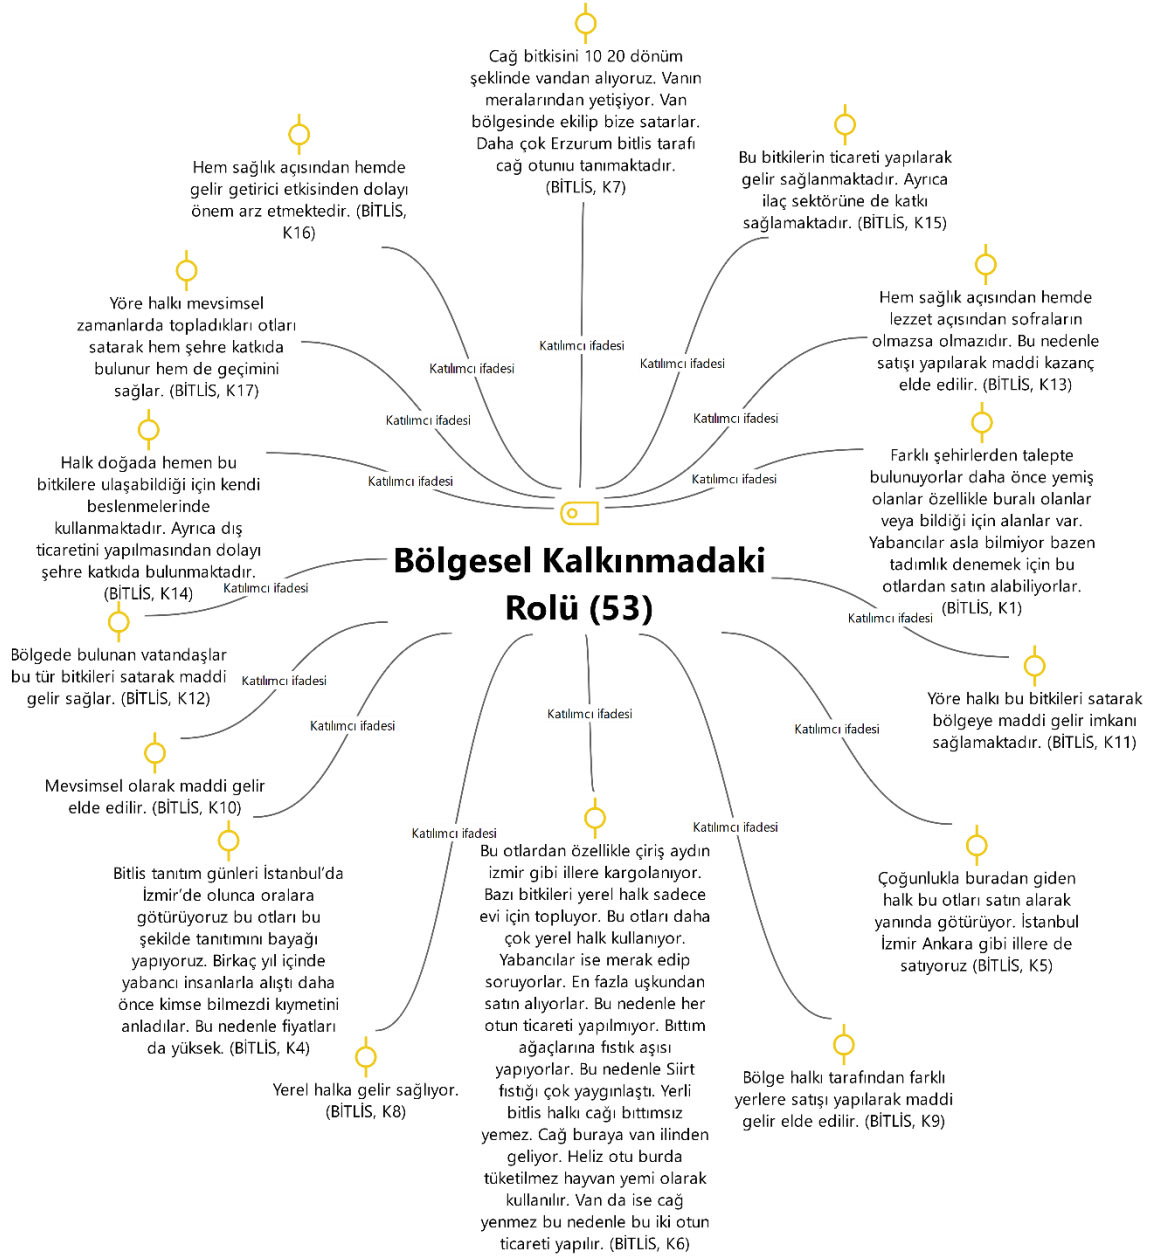 Cağ bitkisini 10 20 dönüm
şeklinde vandan alıyoruz. Vanın
meralarından yetişiyor. Van
bölgesinde ekilip bize satarlar.
Daha çok Erzurum bitlis tarafı
cağ otunıu tanımaktadır.
(BİTLİS, K7)
Hem sağlık açısından hemde
gelir getirici etkisinden dolayı
önem arz etmektedir. (BİTLİS,
K16)
Bu bitkilerin ticareti yapılarak
gelir sağlanmaktadır. Ayrıca
ilaç sektörüne de katkı
sağlamaktadır. (BİTLİS, K15)
Yöre halkı mevsimsel
zamanlarda topladıkları otları
satarak hem şehre katkıda
bulunur hem de geçimini
sağlar. (BİTLİS, K17)
Hem sağlık açısından hemde
lezzet açısından sofraların
olmazsa olmazıdır. Bu nedenle
satışı yapılarak maddi kazanç
elde edilir. (BİTLİS, K13)
Katılımcı ifadesi
Katılımcı ifadesi
Katılımcı ifadesi
Katılımcı ifadesi
Katılımcı ifadesi
Katılımcı ifadesi
Katılımcı ifadesi
Halk doğada hemen bu
bitkilere ulaşabildiği için kendi
beslenmelerinde
kullanmaktadır. Ayrıca dış
ticaretini yapılmasından dolayı
şehre katkıda bulunmaktadır.
(BİTLİS, K14)
Farklı şehirlerden talepte
bulunuyorlar daha önce yemiş
olanlar özellikle buralı olanlar
veya bildiği için alanlar var.
Yabancılar asla bilmiyor bazen
tadımlık denemek için bu
otlardan satın alabiliyorlar.
(BİTLİS, K1)
Bölgesel Kalkınmadaki
Rolü (53)
Katılımcı ifadesi
Katılımcı ifadesi
Bölgede bulunan vatandaşlar
bu tür bitkileri satarak maddi
gelir sağlar. (BİTLİS, K12)
Katılımcı ifadesi
Yöre halkı bu bitkileri satarak
bölgeye maddi gelir imkanı
sağlamaktadır. (BİTLİS, K11)
Katılımcı ifadesi
Katılımcı ifadesi
Katılımcı ifadesi
Mevsimsel olarak maddi gelir
elde edilir. (BİTLİS, K10)
Katılımcı ifadesi
Katılımcı ifadesi
Bitlis tanıtım günleri İstanbul’da
İzmir’de olunca oralara
götürüyoruz bu otları bu
şekilde tanıtımını bayağı
yapıyoruz. Birkaç yıl içinde
yabancı insanlarla alıştı daha
önce kimse bilmezdi kıymetini
anladılar. Bu nedenle fiyatları
da yüksek. (BİTLİS, K4)
Yerel halka gelir sağlıyor.
(BİTLİS, K8)
Bu otlardan özellikle çiriş aydın
izmir gibi illere kargolanıyor.
Bazı bitkileri yerel halk sadece
evi için topluyor. Bu otları daha
çok yerel halk kullanıyor.
Yabancılar ise merak edip
soruyorlar. En fazla uşkundan
satın alıyorlar. Bu nedenle her
otun ticareti yapılmıyor. Bıttım
ağaçlarına fıstık aşısı
yapıyorlar. Bu nedenle Siirt
fıstığı çok yaygınlaştı. Yerli
bitlis halkı cağı bıttımsız
yemez. Cağ buraya van ilinden
geliyor. Heliz otu burda
tüketilmez hayvan yemi olarak
kullanılır. Van da ise cağ
yenmez bu nedenle bu iki otun
ticareti yapılır. (BİTLİS, K6)
Çoğunlukla buradan giden
halk bu otları satın alarak
yanında götürüyor. İstanbul
İzmir Ankara gibi illere de
satıyoruz (BİTLİS, K5)
Bölge halkı tarafından farklı
yerlere satışı yapılarak maddi
gelir elde edilir. (BİTLİS, K9)